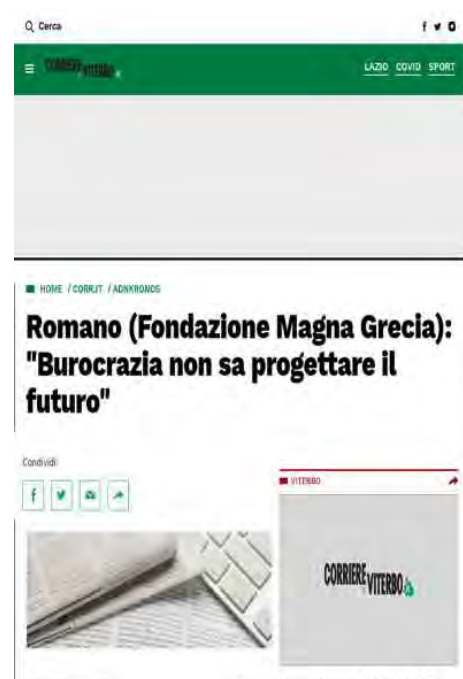 Cerca
CORRIERE VITERBO
LAZIO COVID SPORT
HOME / CORR.IT / ADNKRONOS
Romano (Fondazione Magna Grecia):
"Burocrazia non sa progettare il
futuro"
Condividi:
VITERBO
CORRIERE VITERBO